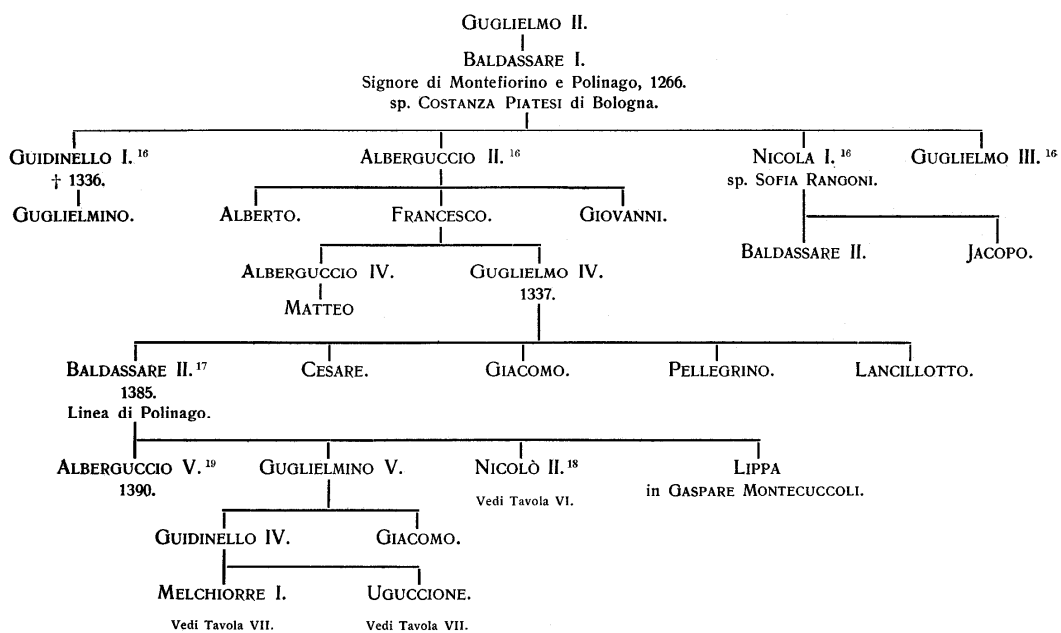 GUGLIELMO II.
BALDASSARE I.
Signore di Montefiorino e Polinago, 1266.
sp. COSTANZA PIATESI di Bologna.
GUIDINELLO I. 16 ALBERGUCCIO II. 16 NICOLA I. 16 GUGLIELMO III. 16
† 1336. sp. SOFIA RANGONI.
GUGLIELMINO. ALBERTO. FRANCESCO. GIOVANNI.
BALDASSARE II. JACOPO.
ALBERGUCCIO IV. GUGLIELMO IV.
1337.
MATTEO
BALDASSARE II. 17 CESARE. GIACOMO. PELLEGRINO. LANCILLOTTO.
1385.
Linea di Polinago.
ALBERGUCCIO V. 19 GUGLIELMINO V. NICOLÒ II. 18 LIPPA
1390. Vedi Tavola VI. in GASPARE MONTECUCCOLI.
GUIDINELLO IV. GIACOMO.
MELCHIORRE I. UGUCCIONE.
Vedi Tavola VII. Vedi Tavola VII.